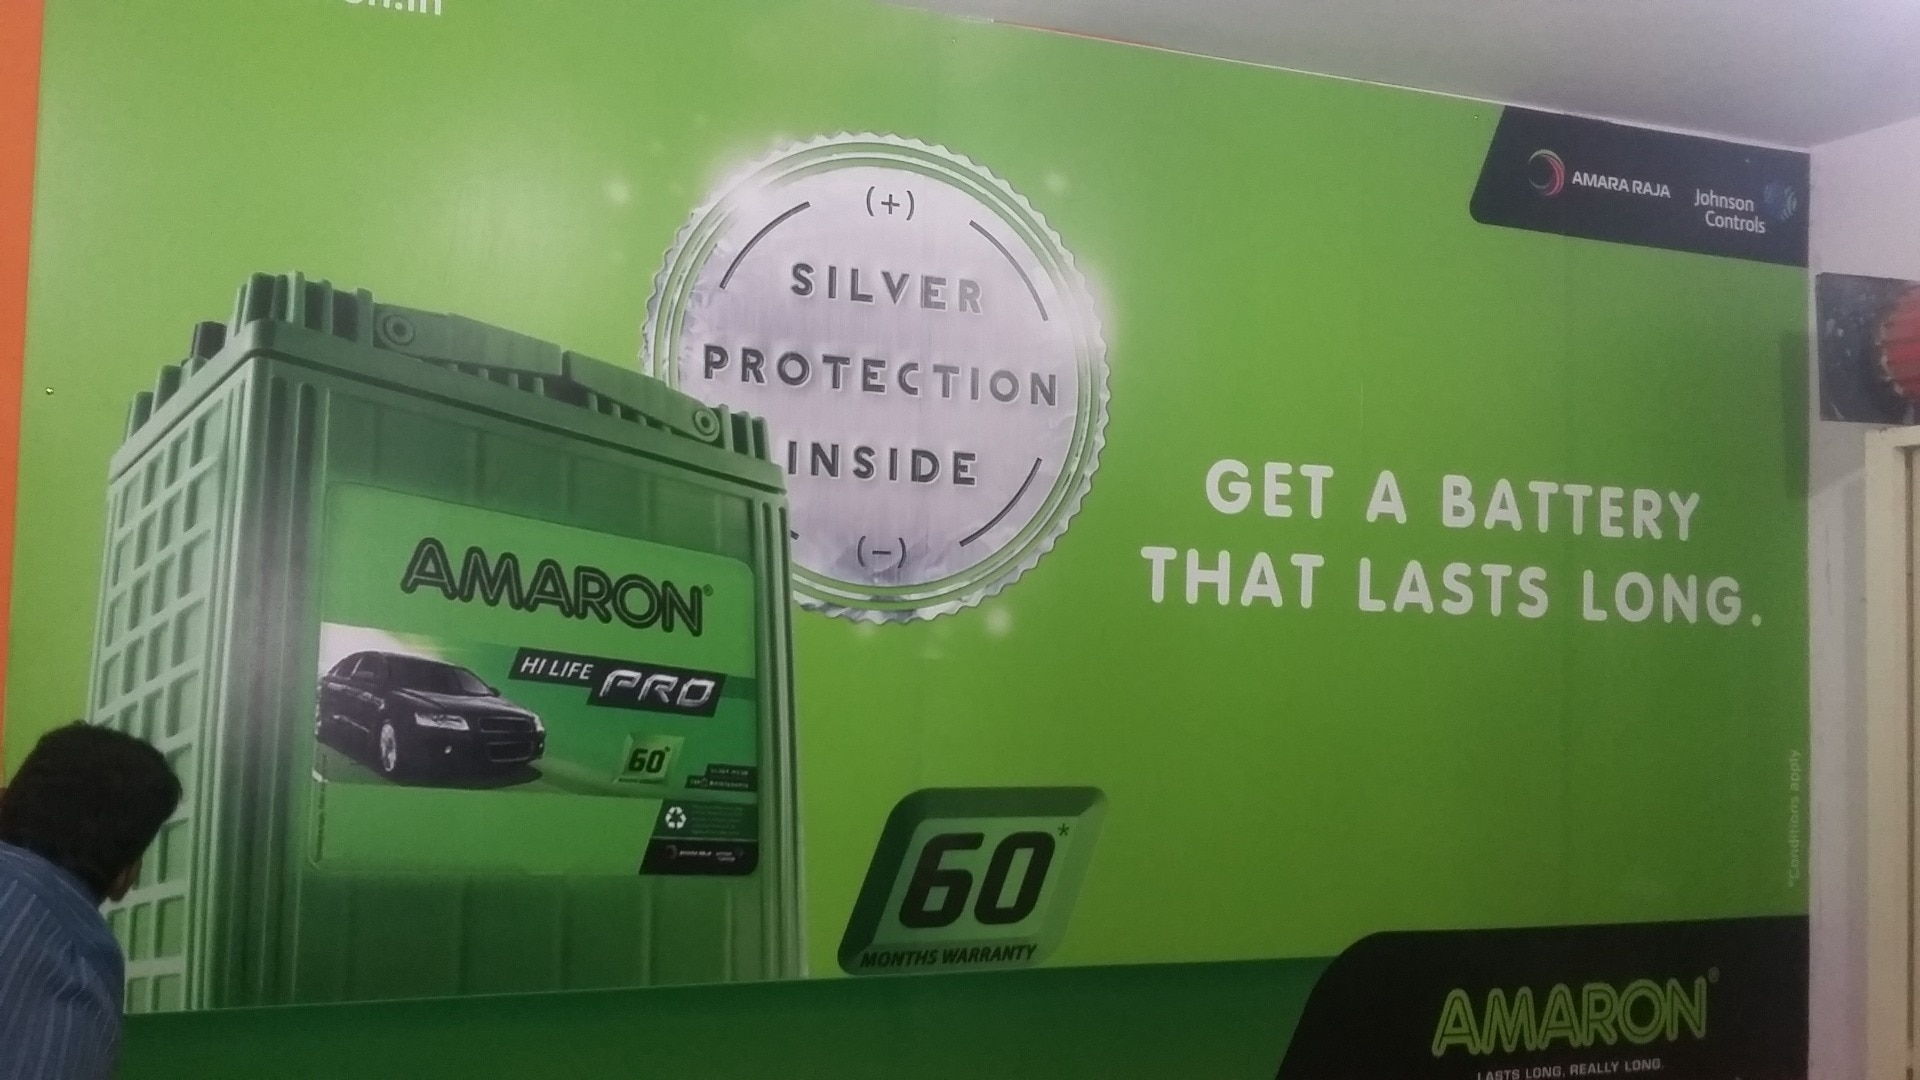 AMARA RAJA
Johnson
Controls
(+)
SILVER
PROTECTION
INSIDE
(-)
GET A BATTERY
THAT LASTS LONG.
AMARON®
HI LIFE PRO
60*
60*
MONTHS WARRANTY
*Conditions apply
AMARON®
LASTS LONG, REALLY LONG.